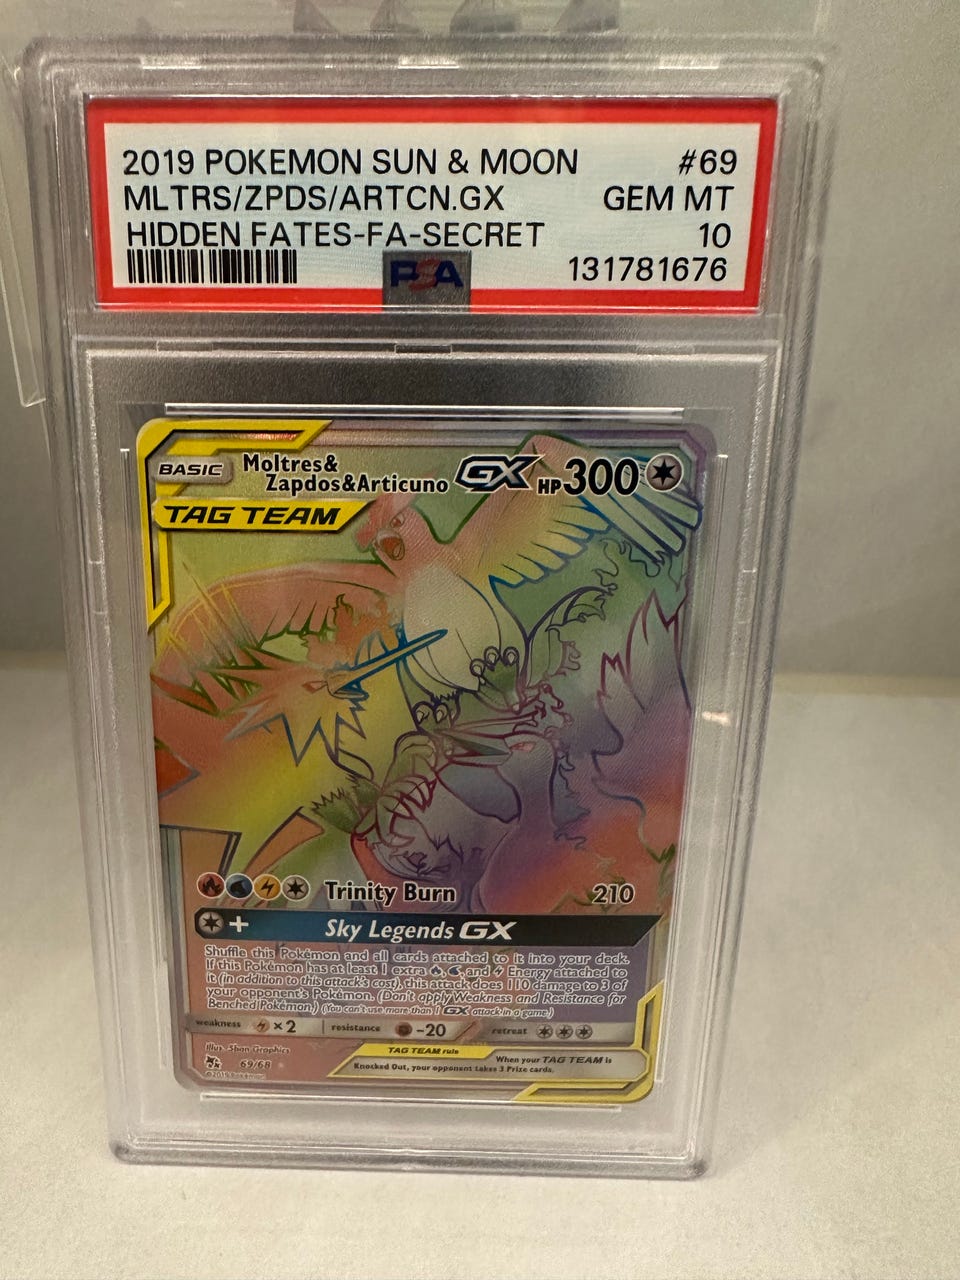 2019 POKEMON SUN & MOON #69
MLTRS/ZPDS/ARTCN.GX GEM MT
HIDDEN FATES-FA-SECRET 10
PSA 131781676
BASIC Moltres&
Zapdos&Articuno GX HP300
TAG TEAM
Trinity Burn 210
+ Sky Legends GX
Shuffle this Pokémon and all cards attached to it into your deck.
If this Pokémon has at least 1 extra , , and Energy attached to
it (in addition to this attack's cost), this attack does 110 damage to 3 of
your opponent's Pokémon. (Don't apply Weakness and Resistance for
Benched Pokémon.) (You can't use more than 1 GX attack in a game.)
weakness ×2 resistance -20 retreat
Illus. Shan Graphics
TAG TEAM rule
When your TAG TEAM is
Knocked Out, your opponent takes 3 Prize cards.
69/68
©2019 Pokémon